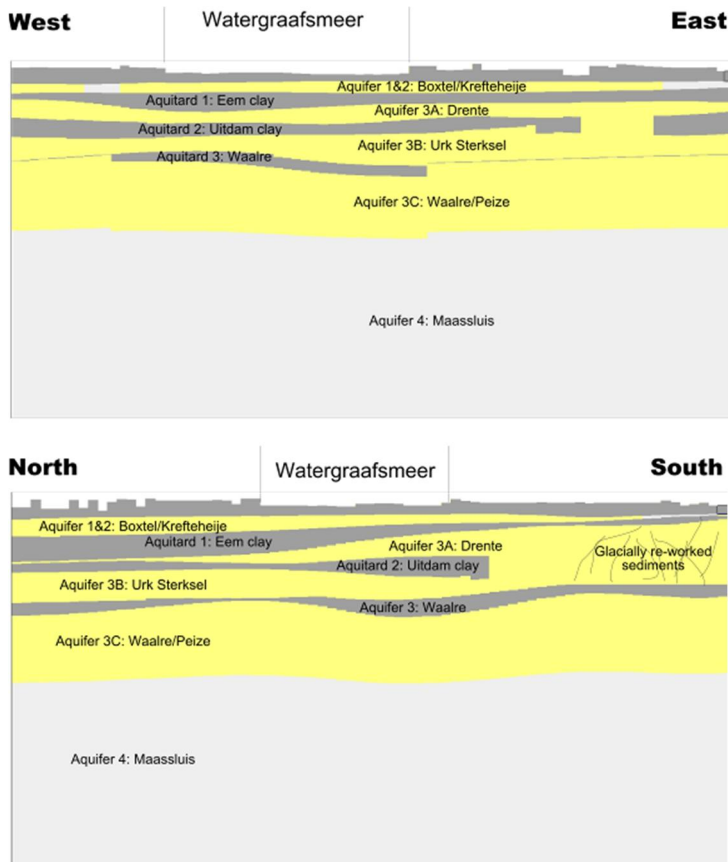 West
Watergraafsmeer
East
Aquifer 1&2: Boxtel/Krefteheije
Aquitard 1: Eem clay
Aquifer 3A: Drente
Aquitard 2: Uitdam clay
Aquifer 3B: Urk Sterksel
Aquitard 3: Waalre
Aquifer 3C: Waalre/Peize
Aquifer 4: Maassluis
North
Watergraafsmeer
South
Aquifer 1&2: Boxtel/Krefteheije
Aquitard 1: Eem clay
Aquifer 3A: Drente
Glacially re-worked
sediments
Aquitard 2: Uitdam clay
Aquifer 3B: Urk Sterksel
Aquifer 3: Waalre
Aquifer 3C: Waalre/Peize
Aquifer 4: Maassluis